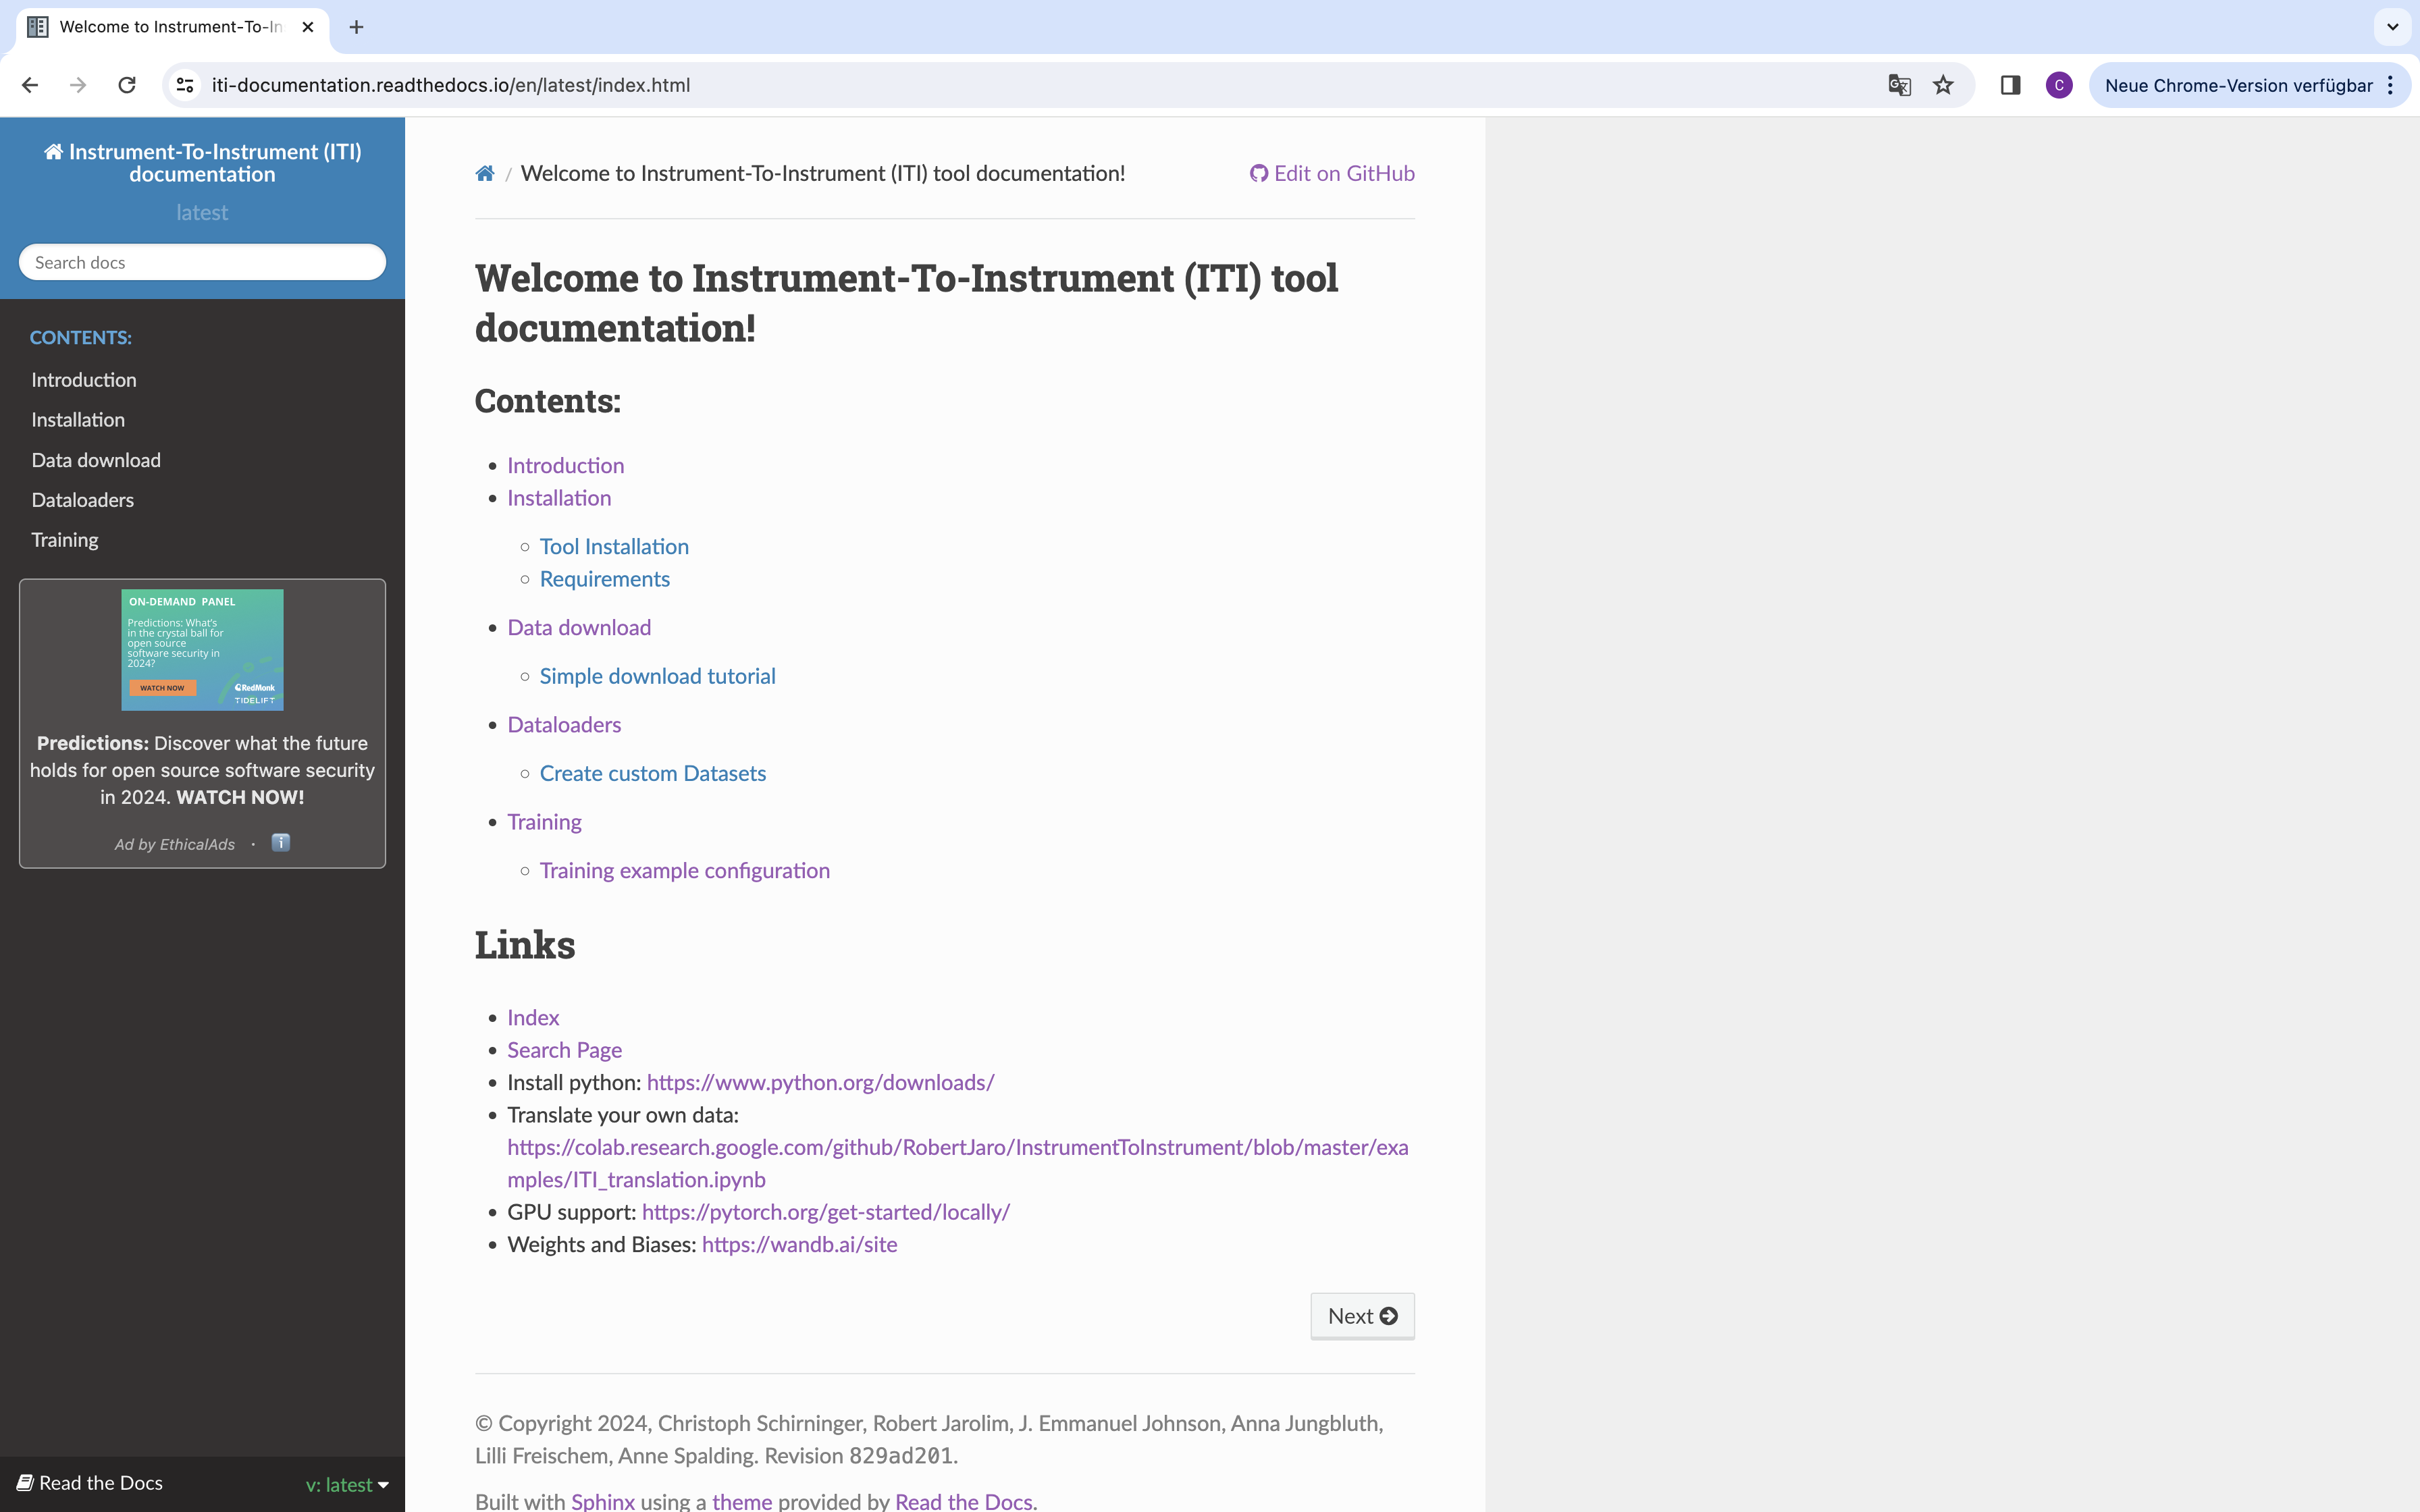 Welcome to Instrument-To-In
iti-documentation.readthedocs.io/en/latest/index.html
C
Neue Chrome-Version verfügbar
Instrument-To-Instrument (ITI)
documentation
latest
Search docs
CONTENTS:
Introduction
Installation
Data download
Dataloaders
Training
ON-DEMAND PANEL
Predictions: What's
in the crystal ball for
open source
software security in
2024?
WATCH NOW
RedMonk
TIDELIFT
Predictions: Discover what the future
holds for open source software security
in 2024. WATCH NOW!
Ad by EthicalAds ·
Read the Docs
v: latest
/ Welcome to Instrument-To-Instrument (ITI) tool documentation!
Edit on GitHub
Welcome to Instrument-To-Instrument (ITI) tool
documentation!
Contents:
Introduction
Installation
Tool Installation
Requirements
Data download
Simple download tutorial
Dataloaders
Create custom Datasets
Training
Training example configuration
Links
Index
Search Page
Install python: https://www.python.org/downloads/
Translate your own data:
https://colab.research.google.com/github/RobertJaro/InstrumentToInstrument/blob/master/exa
mples/ITI_translation.ipynb
GPU support: https://pytorch.org/get-started/locally/
Weights and Biases: https://wandb.ai/site
Next
© Copyright 2024, Christoph Schirninger, Robert Jarolim, J. Emmanuel Johnson, Anna Jungbluth,
Lilli Freischem, Anne Spalding. Revision 829ad201.
Built with Sphinx using a theme provided by Read the Docs.